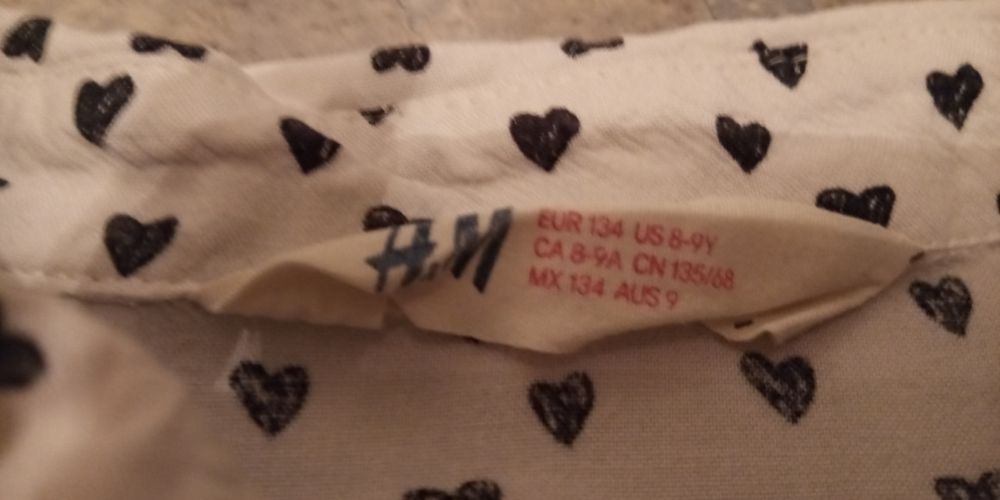 H&M
EUR 134 US 8-9Y
CA 8-9A CN 135/68
MX 134 AUS 9